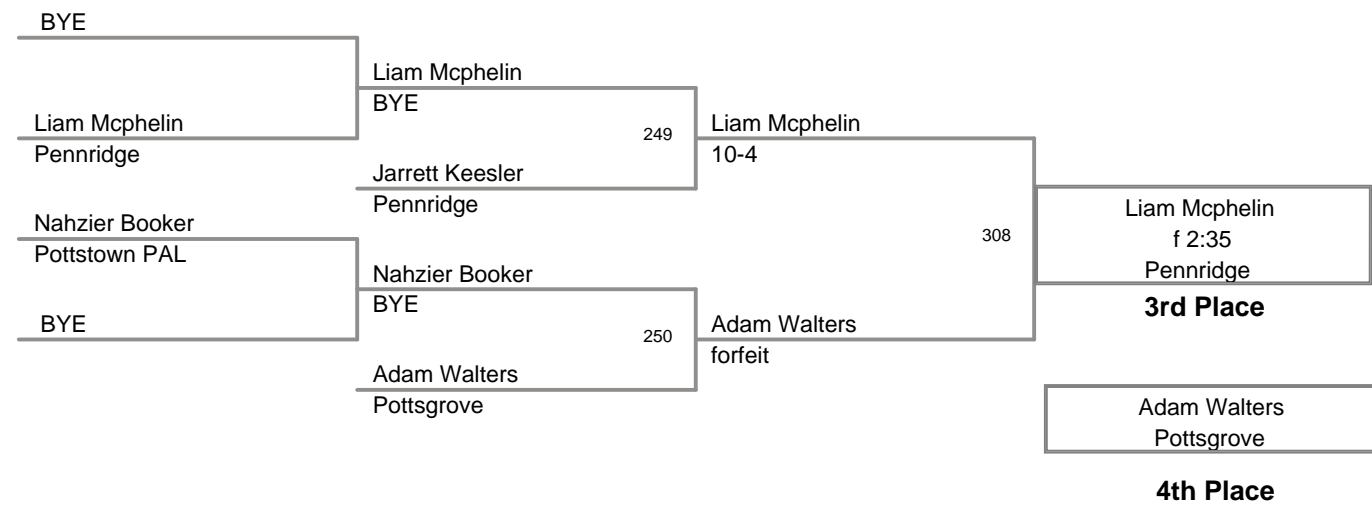 BYE
Liam Mcphelin
BYE
Liam Mcphelin
Pennridge
249
Liam Mcphelin
10-4
Jarrett Keesler
Pennridge
Nahzier Booker
Pottstown PAL
308
Liam Mcphelin
f 2:35
Pennridge
3rd Place
Nahzier Booker
BYE
BYE
250
Adam Walters
forfeit
Adam Walters
Pottsgrove
Adam Walters
Pottsgrove
4th Place